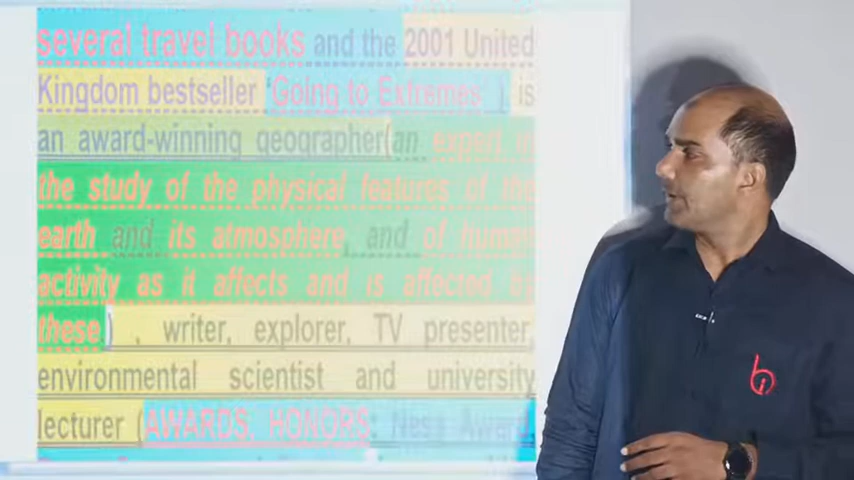 several travel books and the 2001 United
Kingdom bestseller 'Going to Extremes ), is
an award-winning geographer(an expert in
the study of the physical features of the
earth and its atmosphere, and of human
activity as it affects and is affected by
these) , writer, explorer, TV presenter,
environmental scientist and university
lecturer (AWARDS, HONORS: Ness Award,